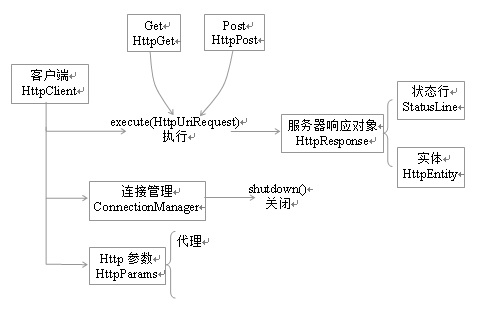 Get
HttpGet
Post
HttpPost
客户端
HttpClient
execute(HttpUriRequest)
执行
服务器响应对象
HttpResponse
状态行
StatusLine
实体
HttpEntity
连接管理
ConnectionManager
shutdown()
关闭
Http 参数
HttpParams
代理